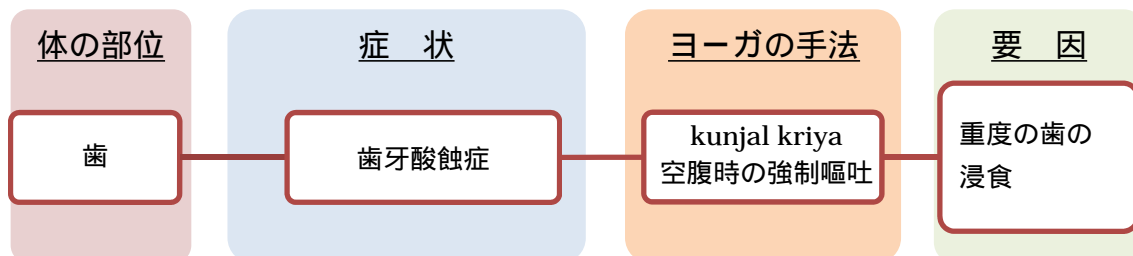 体の部位
症　状
ヨーガの手法
要　因
歯
歯牙酸蝕症
kunjal kriya
空腹時の強制嘔吐
重度の歯の
浸食